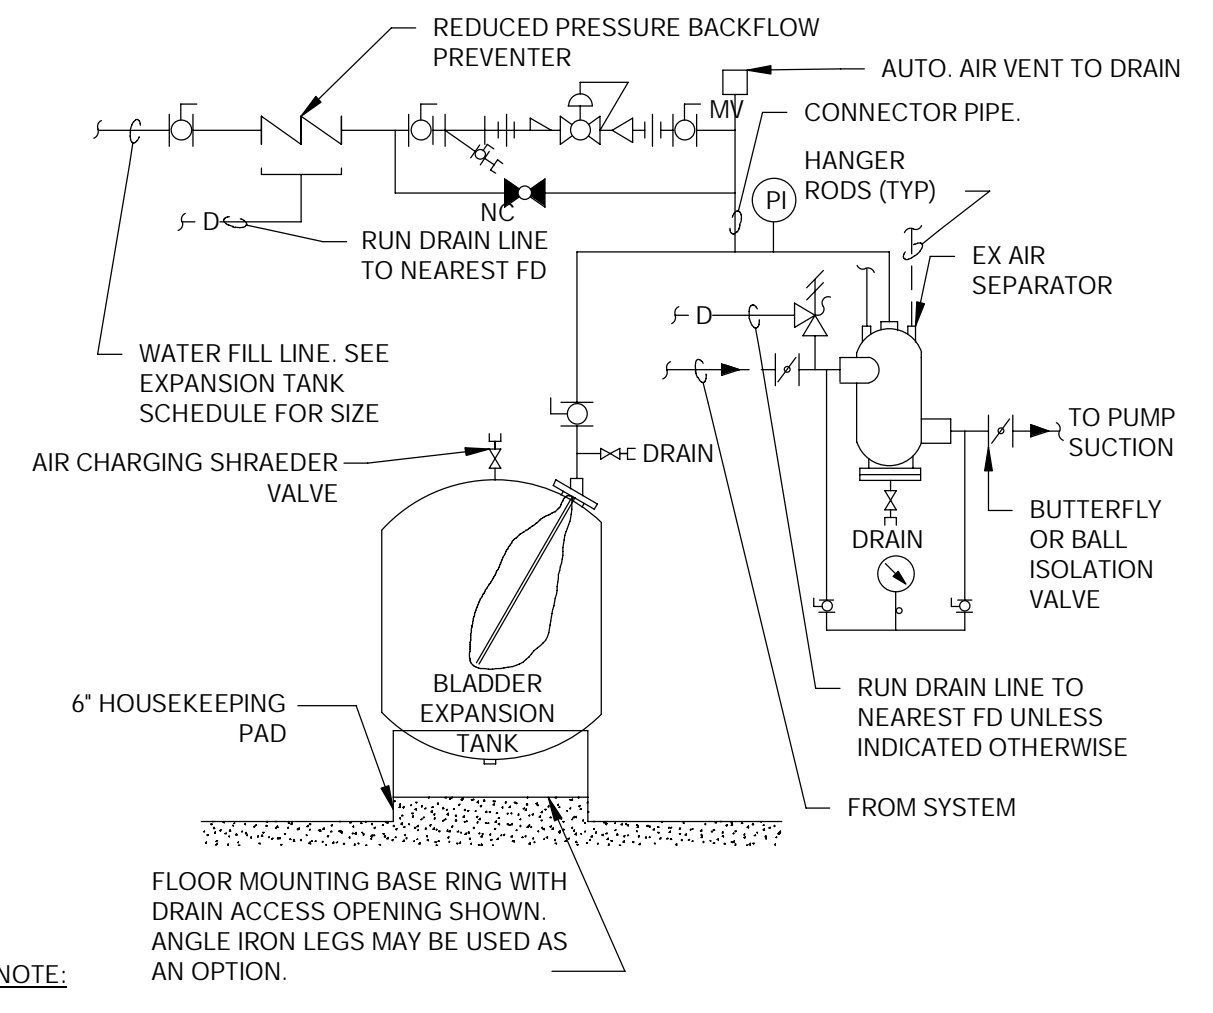 REDUCED PRESSURE BACKFLOW
PREVENTER
AUTO. AIR VENT TO DRAIN
MV
CONNECTOR PIPE.
HANGER
RODS (TYP)
PI
NC
D
RUN DRAIN LINE
TO NEAREST FD
EX AIR
SEPARATOR
D
WATER FILL LINE. SEE
EXPANSION TANK
SCHEDULE FOR SIZE
TO PUMP
SUCTION
AIR CHARGING SHRAEDER
VALVE
DRAIN
BUTTERFLY
OR BALL
ISOLATION
VALVE
DRAIN
BLADDER
EXPANSION
TANK
6" HOUSEKEEPING
PAD
RUN DRAIN LINE TO
NEAREST FD UNLESS
INDICATED OTHERWISE
FROM SYSTEM
FLOOR MOUNTING BASE RING WITH
DRAIN ACCESS OPENING SHOWN.
ANGLE IRON LEGS MAY BE USED AS
AN OPTION.
NOTE: